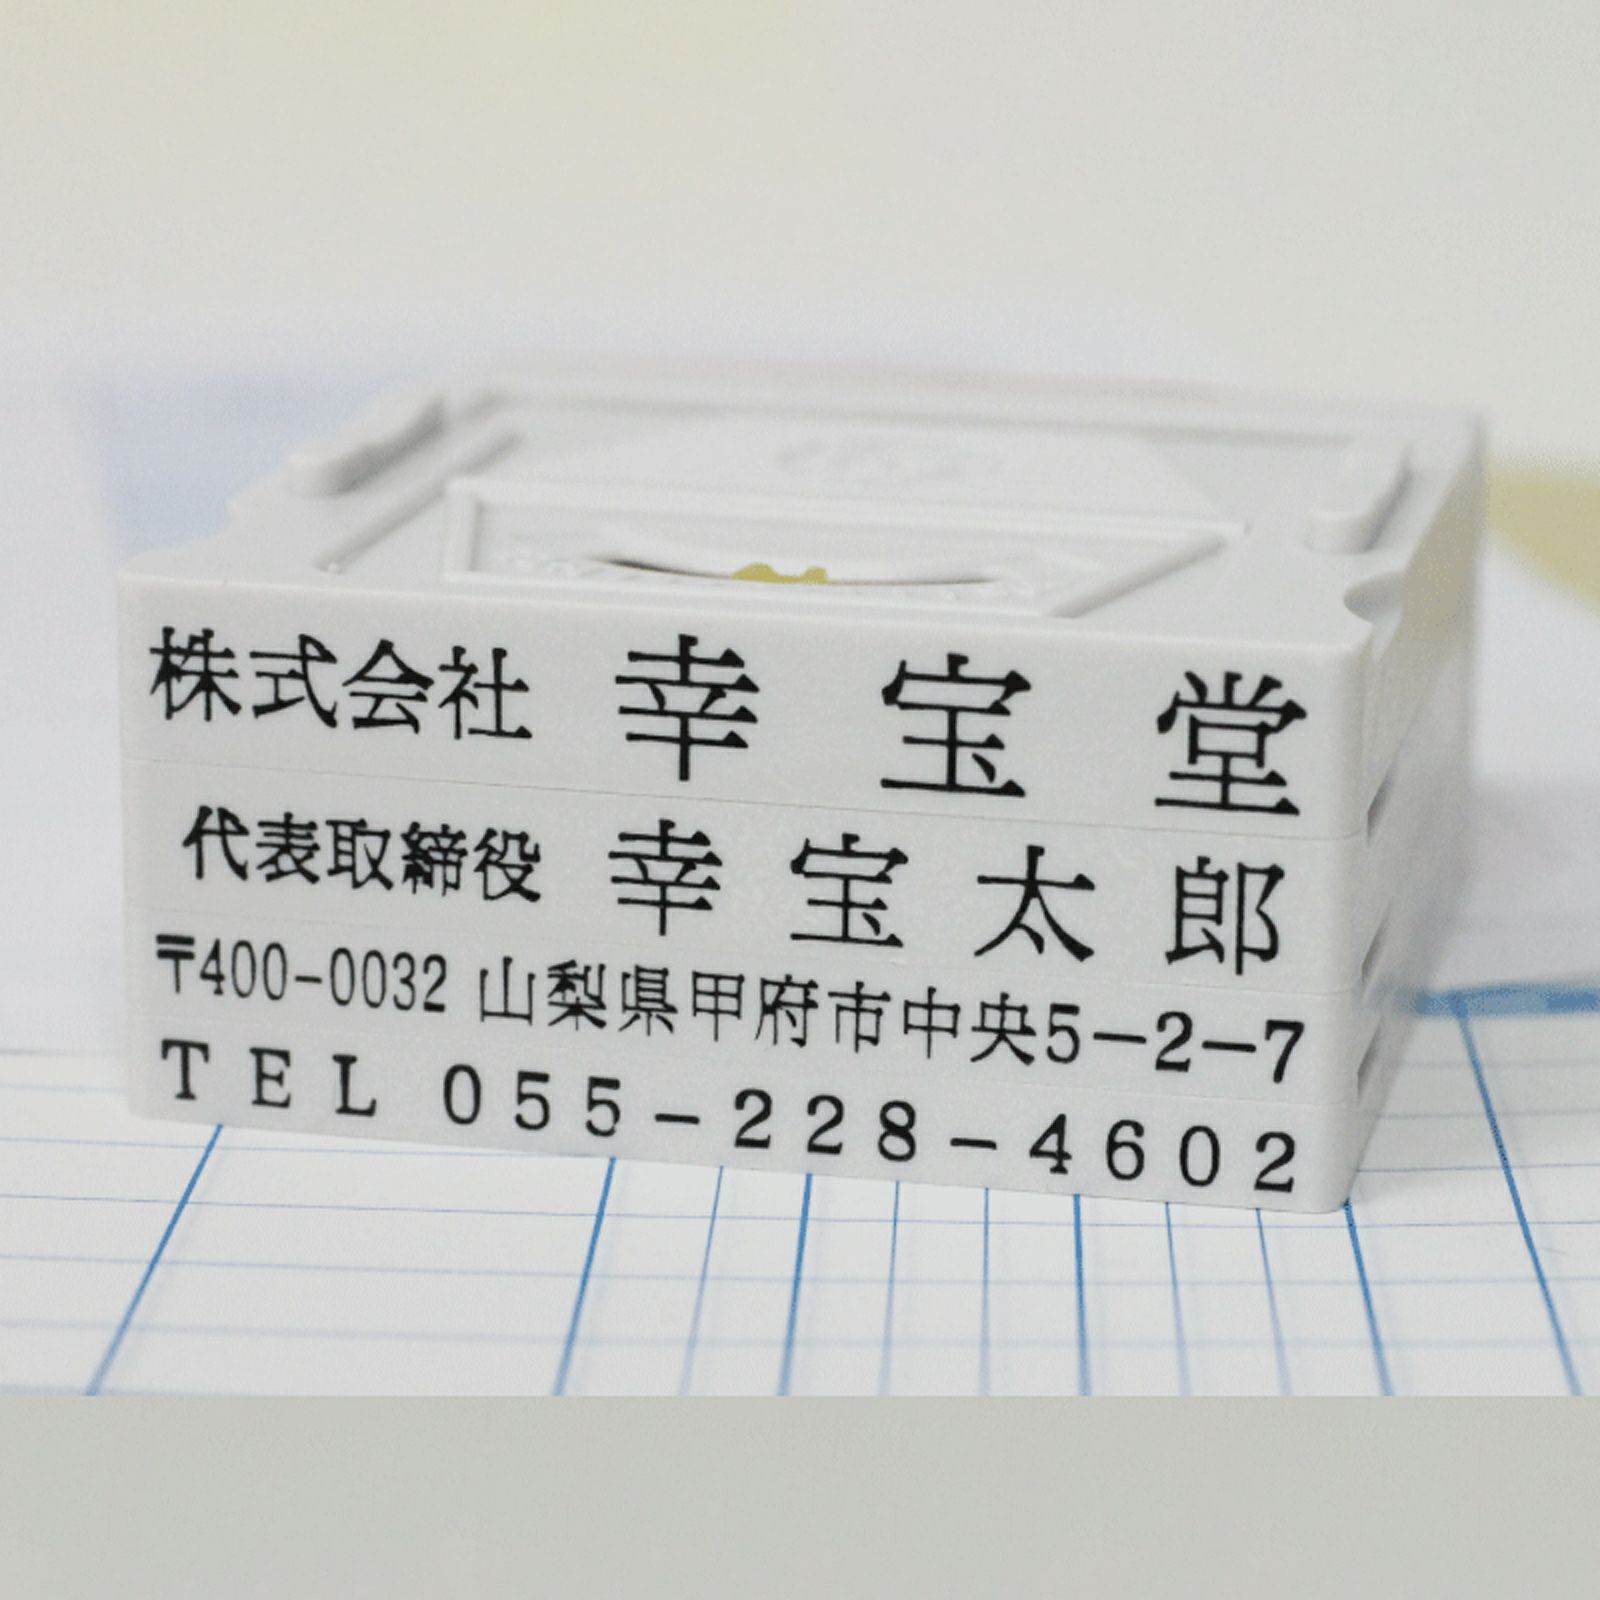 株式会社 幸宝堂
代表取締役 幸宝太郎
〒400-0032 山梨県甲府市中央5-2-7
TEL 055-228-4602